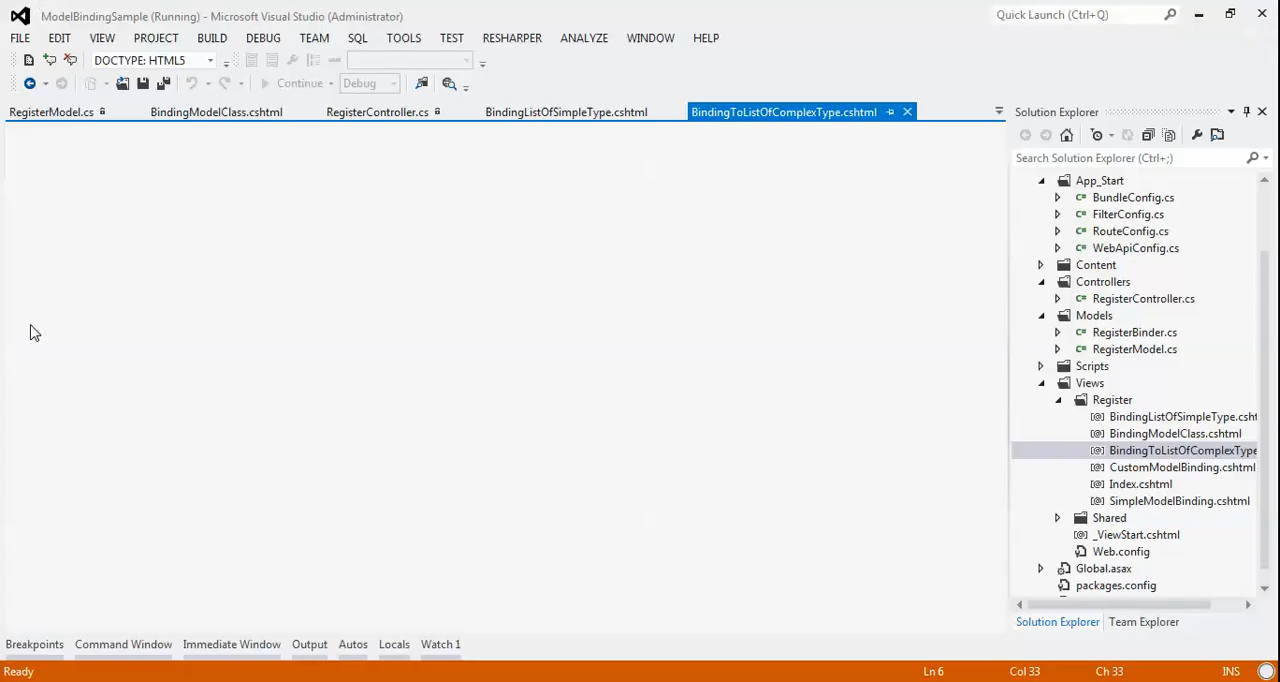 ModelBindingSample (Running) - Microsoft Visual Studio (Administrator)
Quick Launch (Ctrl+Q)
FILE EDIT VIEW PROJECT BUILD DEBUG TEAM SQL TOOLS TEST RESHARPER ANALYZE WINDOW HELP
DOCTYPE: HTML5
Continue Debug
RegisterModel.cs BindingModelClass.cshtml RegisterController.cs BindingListOfSimpleType.cshtml BindingToListOfComplexType.cshtml
Solution Explorer
Search Solution Explorer (Ctrl+;)
App_Start
BundleConfig.cs
FilterConfig.cs
RouteConfig.cs
WebApiConfig.cs
Content
Controllers
RegisterController.cs
Models
RegisterBinder.cs
RegisterModel.cs
Scripts
Views
Register
BindingListOfSimpleType.csht
BindingModelClass.cshtml
BindingToListOfComplexType
CustomModelBinding.cshtml
Index.cshtml
SimpleModelBinding.cshtml
Shared
_ViewStart.cshtml
Web.config
Global.asax
packages.config
Solution Explorer Team Explorer
Breakpoints Command Window Immediate Window Output Autos Locals Watch 1
Ready Ln 6 Col 33 Ch 33 INS